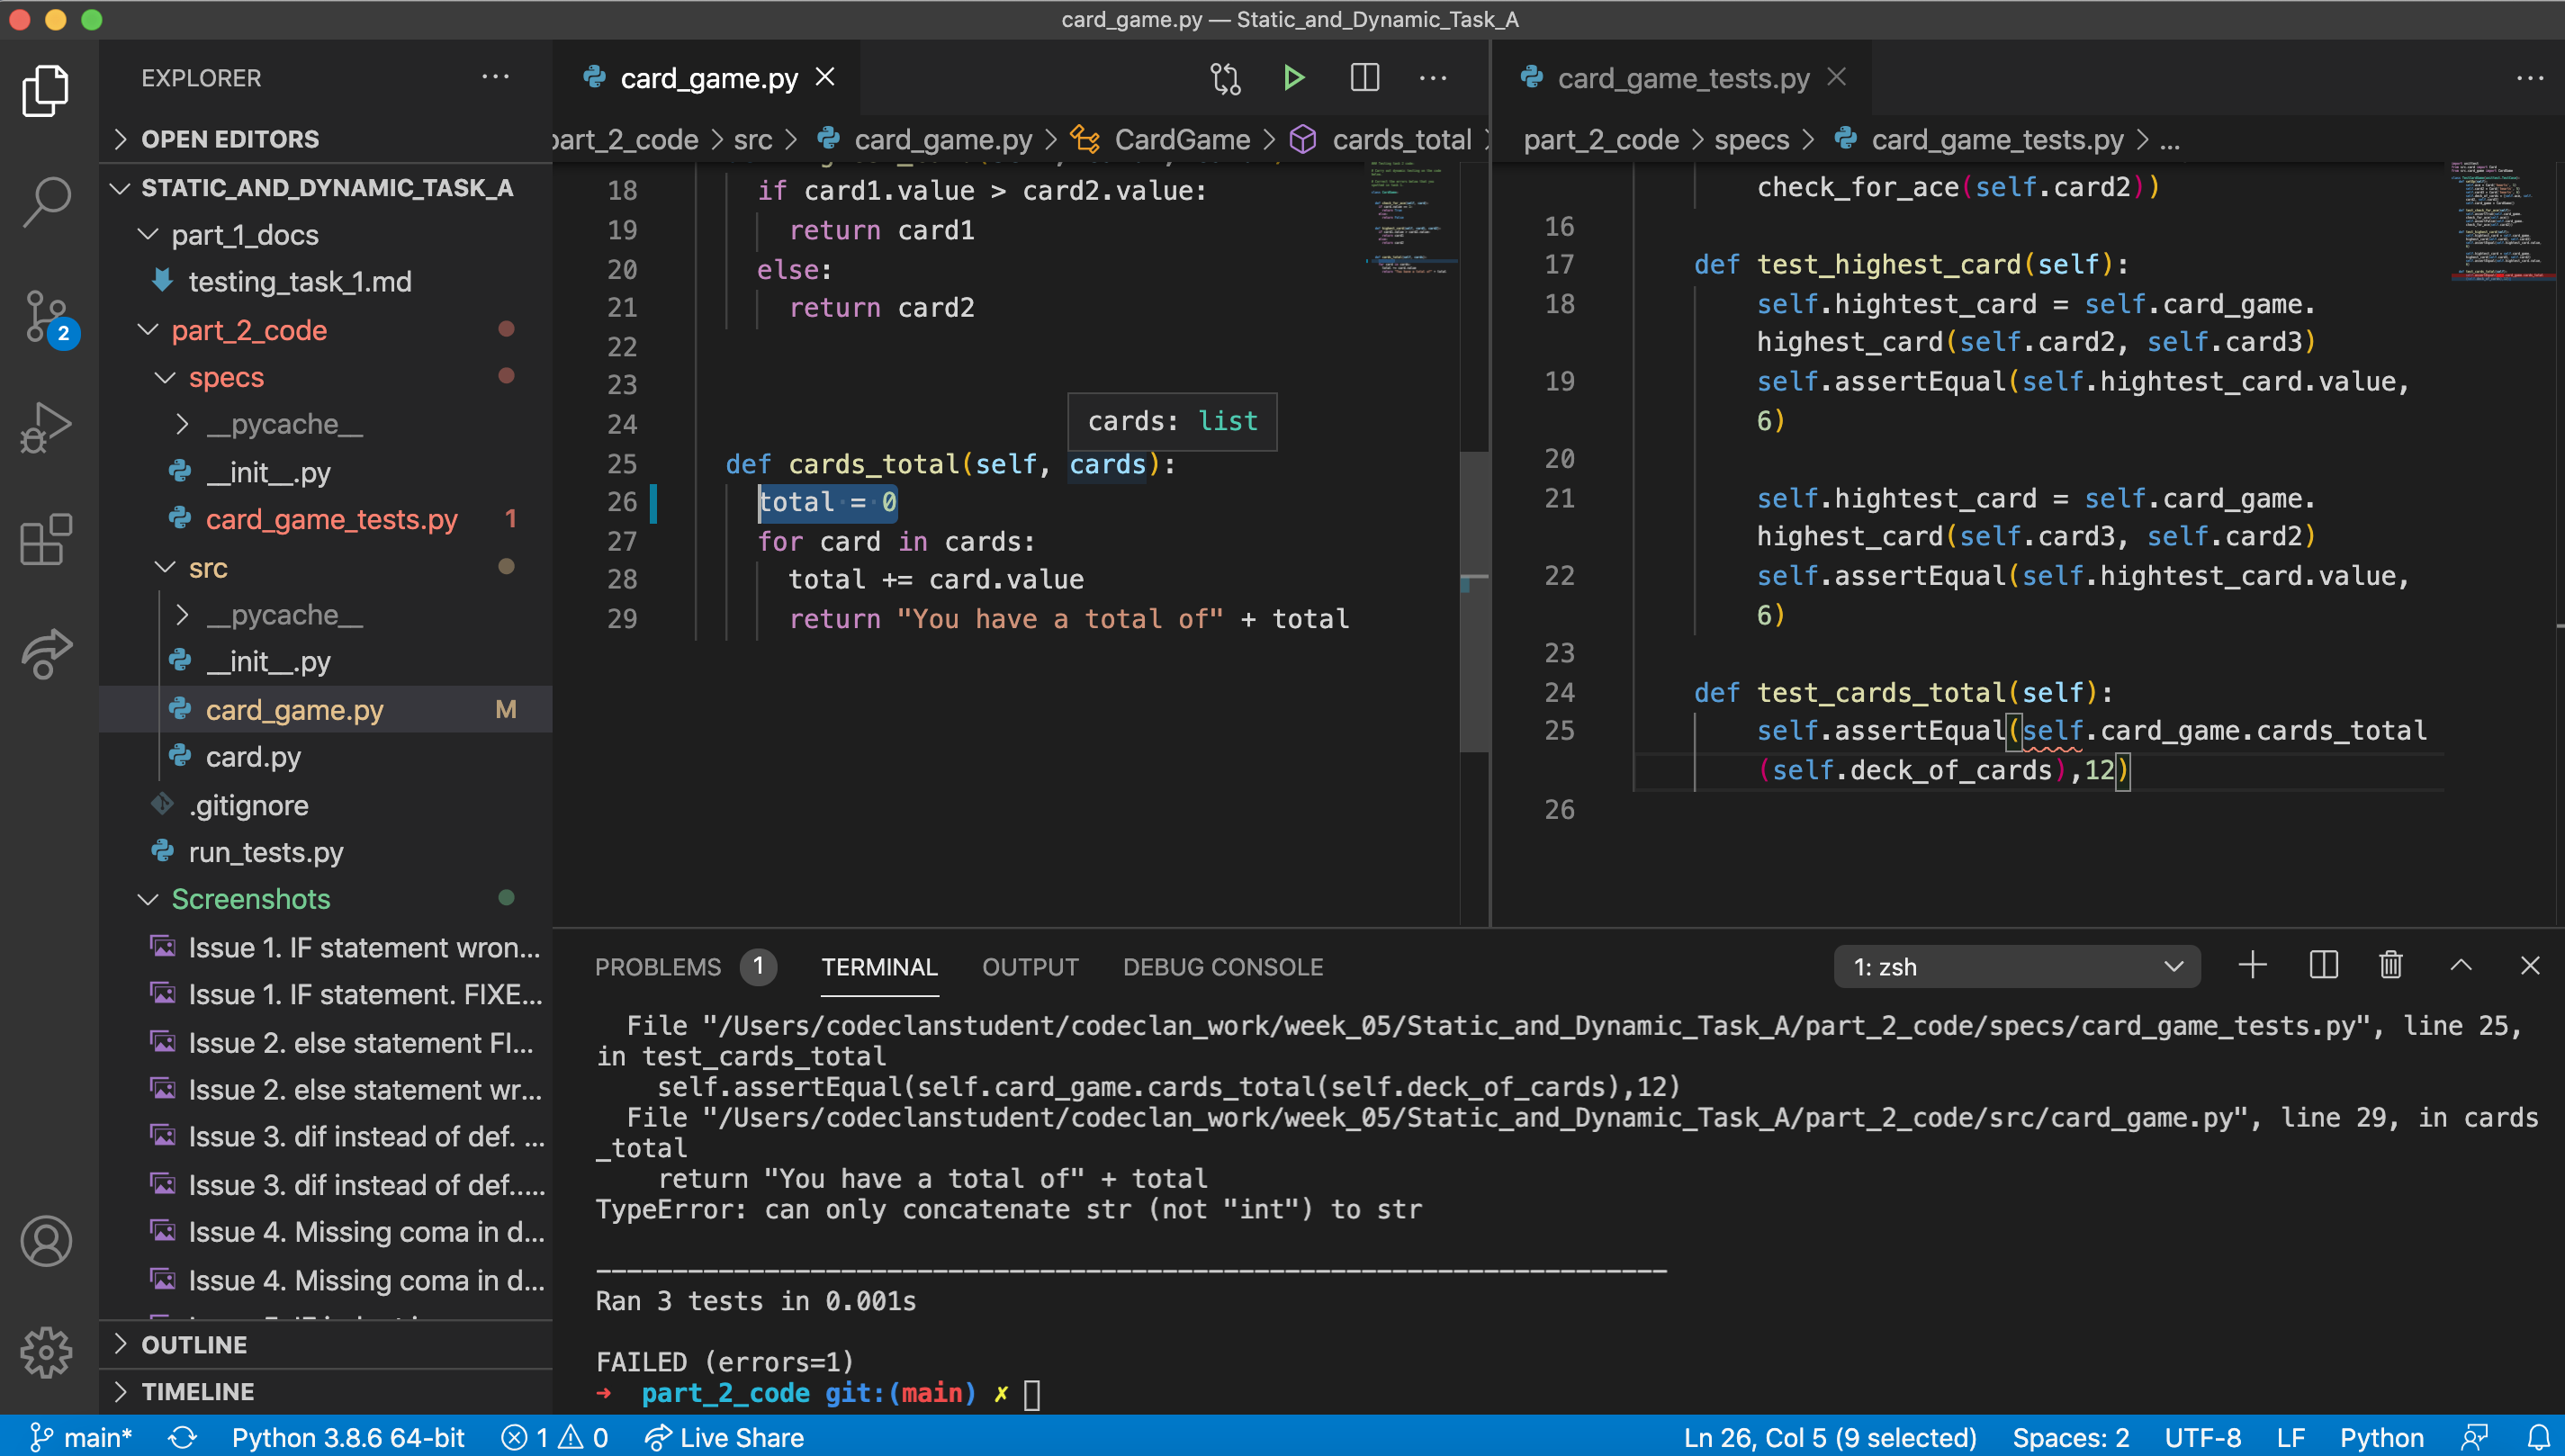 card_game.py — Static_and_Dynamic_Task_A
EXPLORER
OPEN EDITORS
STATIC_AND_DYNAMIC_TASK_A
part_1_docs
testing_task_1.md
part_2_code
2
specs
__pycache__
__init__.py
card_game_tests.py 1
src
__pycache__
__init__.py
card_game.py M
card.py
.gitignore
run_tests.py
Screenshots
Issue 1. IF statement wron...
Issue 1. IF statement. FIXE...
Issue 2. else statement FI...
Issue 2. else statement wr...
Issue 3. dif instead of def. ...
Issue 3. dif instead of def.....
Issue 4. Missing coma in d...
Issue 4. Missing coma in d...
OUTLINE
TIMELINE
card_game.py
part_2_code > src > card_game.py > CardGame > cards_total
18 if card1.value > card2.value:
19 return card1
20 else:
21 return card2
22
23
24
cards: list
25 def cards_total(self, cards):
26 total = 0
27 for card in cards:
28 total += card.value
29 return "You have a total of" + total
card_game_tests.py
part_2_code > specs > card_game_tests.py > ...
check_for_ace(self.card2))
16
17 def test_highest_card(self):
18 self.hightest_card = self.card_game.
highest_card(self.card2, self.card3)
19 self.assertEqual(self.hightest_card.value,
6)
20
21 self.hightest_card = self.card_game.
highest_card(self.card3, self.card2)
22 self.assertEqual(self.hightest_card.value,
6)
23
24 def test_cards_total(self):
25 self.assertEqual(self.card_game.cards_total
(self.deck_of_cards),12)
26
PROBLEMS 1 TERMINAL OUTPUT DEBUG CONSOLE 1: zsh
File "/Users/codeclanstudent/codeclan_work/week_05/Static_and_Dynamic_Task_A/part_2_code/specs/card_game_tests.py", line 25,
in test_cards_total
self.assertEqual(self.card_game.cards_total(self.deck_of_cards),12)
File "/Users/codeclanstudent/codeclan_work/week_05/Static_and_Dynamic_Task_A/part_2_code/src/card_game.py", line 29, in cards
_total
return "You have a total of" + total
TypeError: can only concatenate str (not "int") to str
----------------------------------------------------------------------
Ran 3 tests in 0.001s
FAILED (errors=1)
➜ part_2_code git:(main) ✗
main* Python 3.8.6 64-bit 1 0 Live Share Ln 26, Col 5 (9 selected) Spaces: 2 UTF-8 LF Python